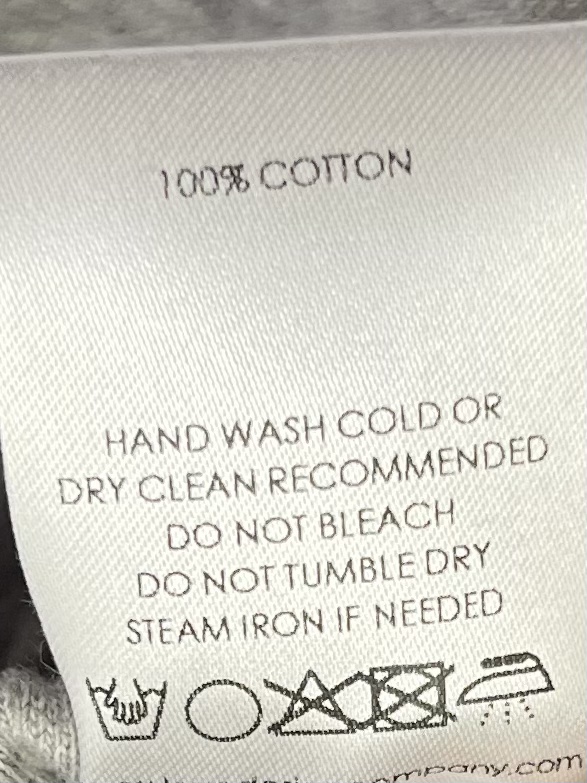 100% COTTON
HAND WASH COLD OR
DRY CLEAN RECOMMENDED
DO NOT BLEACH
DO NOT TUMBLE DRY
STEAM IRON IF NEEDED